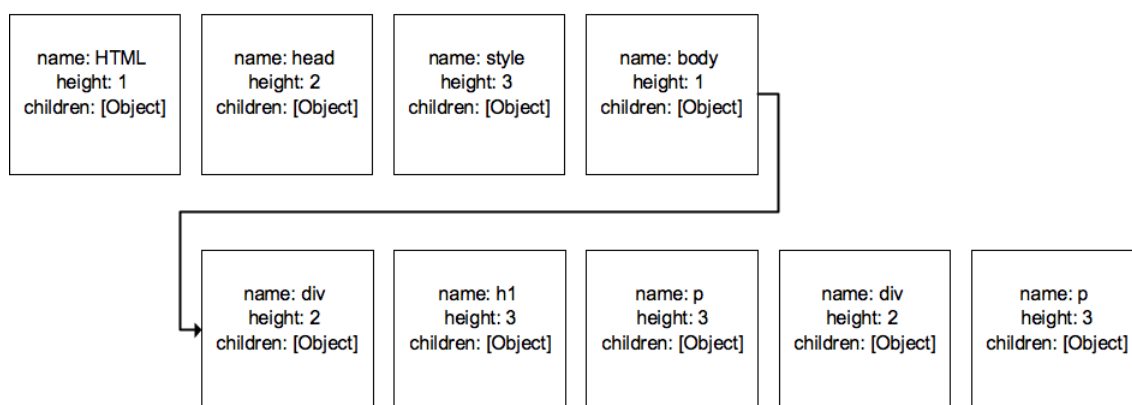 name: HTML
height: 1
children: [Object]
name: head
height: 2
children: [Object]
name: style
height: 3
children: [Object]
name: body
height: 1
children: [Object]
name: div
height: 2
children: [Object]
name: h1
height: 3
children: [Object]
name: p
height: 3
children: [Object]
name: div
height: 2
children: [Object]
name: p
height: 3
children: [Object]